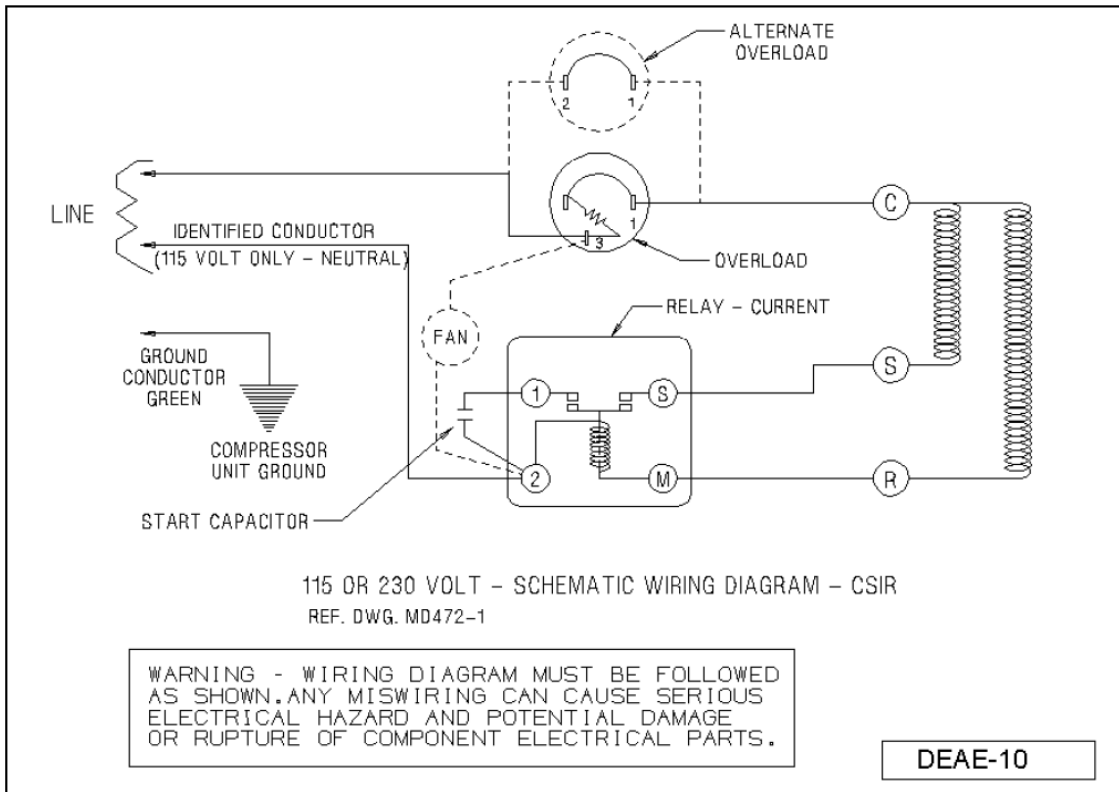 ALTERNATE
OVERLOAD
2 1
LINE
IDENTIFIED CONDUCTOR
(115 VOLT ONLY - NEUTRAL)
1
3
C
OVERLOAD
RELAY - CURRENT
FAN
GROUND
CONDUCTOR
GREEN
1 S
S
COMPRESSOR
UNIT GROUND
2 M
R
START CAPACITOR
115 OR 230 VOLT - SCHEMATIC WIRING DIAGRAM - CSIR
REF. DWG. MD472-1
WARNING - WIRING DIAGRAM MUST BE FOLLOWED
AS SHOWN.ANY MISWIRING CAN CAUSE SERIOUS
ELECTRICAL HAZARD AND POTENTIAL DAMAGE
OR RUPTURE OF COMPONENT ELECTRICAL PARTS.
DEAE-10